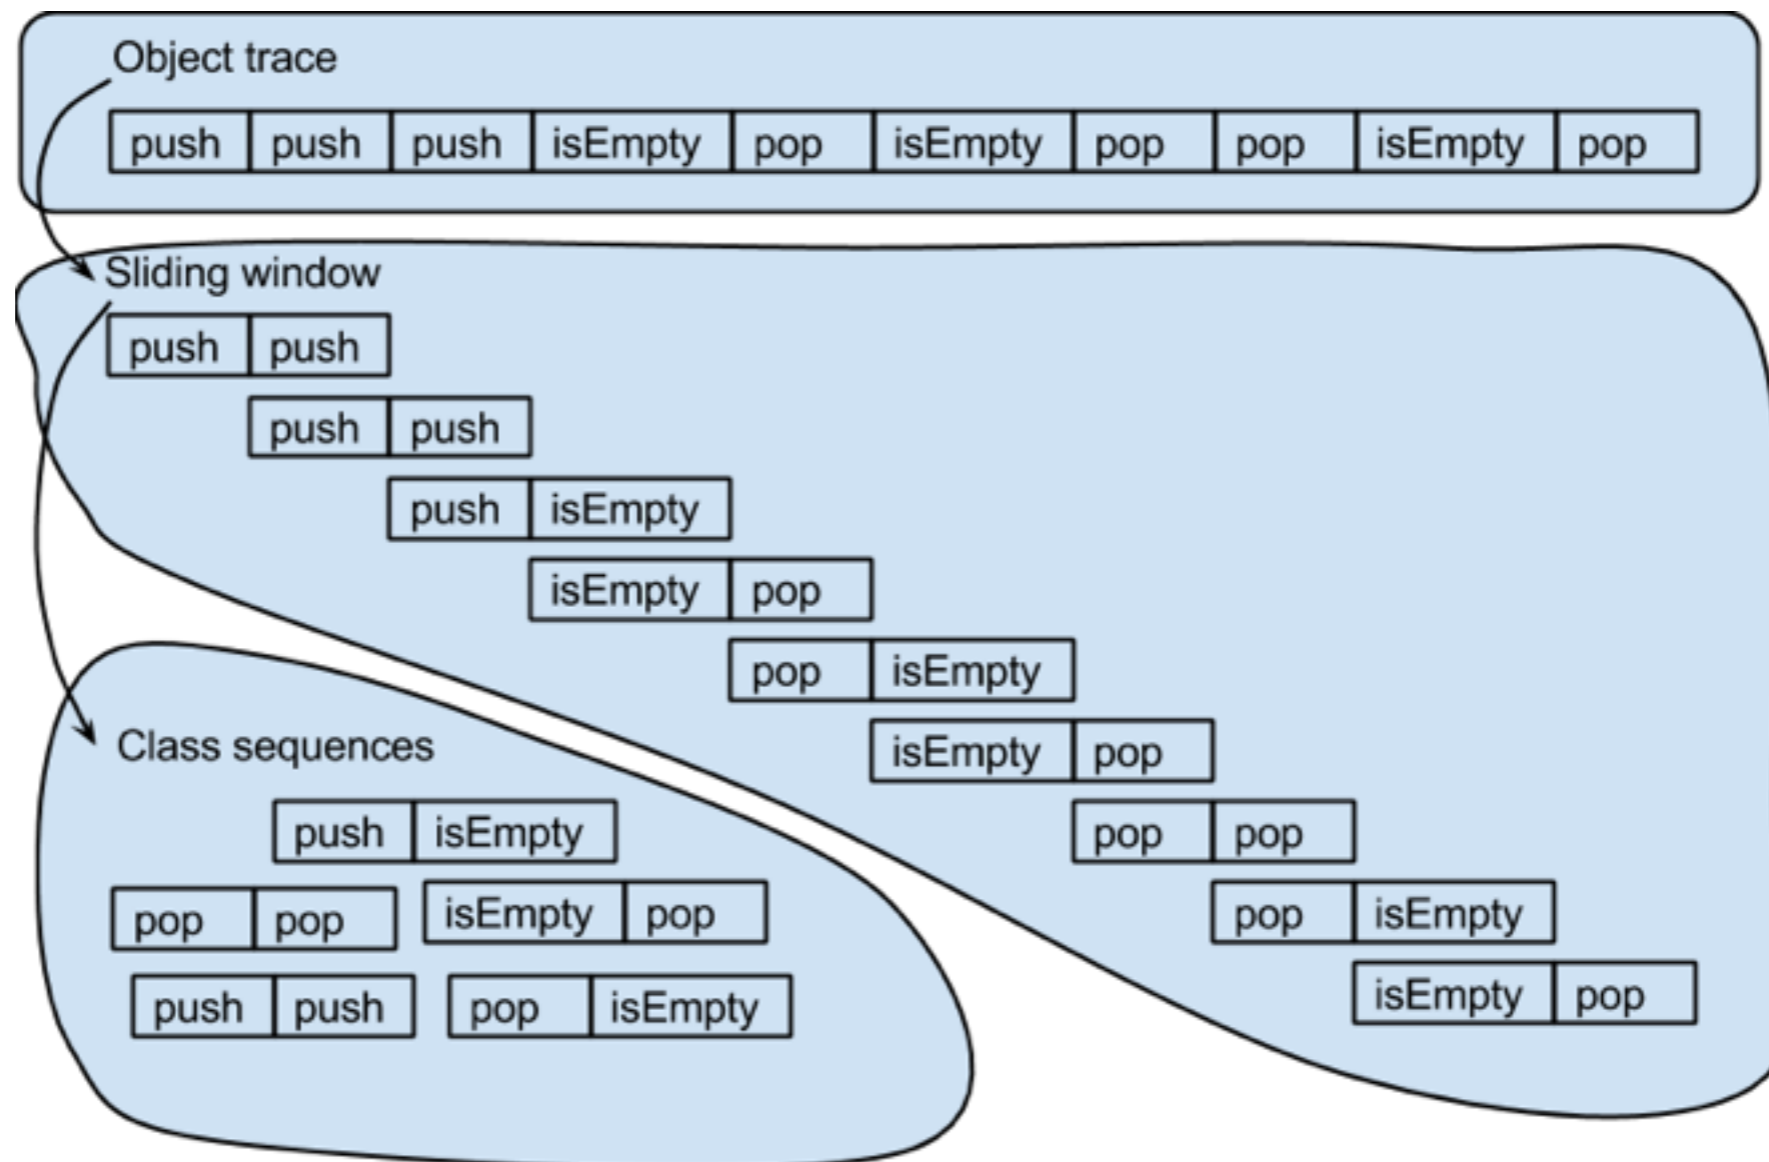 Object trace
push push push isEmpty pop isEmpty pop pop isEmpty pop
Sliding window
push push
push push
push isEmpty
isEmpty pop
pop isEmpty
isEmpty pop
pop pop
pop isEmpty
isEmpty pop
Class sequences
push isEmpty
pop pop isEmpty pop
push push pop isEmpty